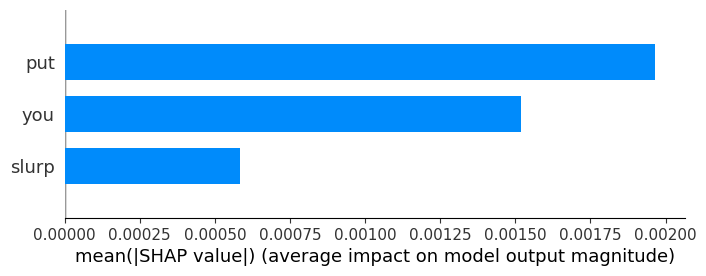 put
you
slurp
0.00000 0.00025 0.00050 0.00075 0.00100 0.00125 0.00150 0.00175 0.00200
mean(|SHAP value|) (average impact on model output magnitude)